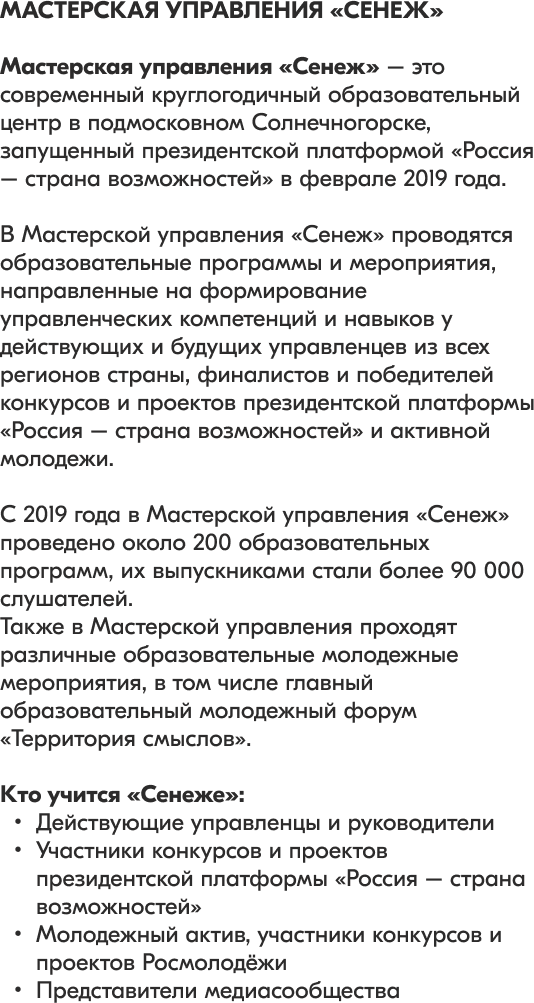 МАСТЕРСКАЯ УПРАВЛЕНИЯ «СЕНЕЖ»
Мастерская управления «Сенеж» – это
современный круглогодичный образовательный
центр в подмосковном Солнечногорске,
запущенный президентской платформой «Россия
– страна возможностей» в феврале 2019 года.
В Мастерской управления «Сенеж» проводятся
образовательные программы и мероприятия,
направленные на формирование
управленческих компетенций и навыков у
действующих и будущих управленцев из всех
регионов страны, финалистов и победителей
конкурсов и проектов президентской платформы
«Россия – страна возможностей» и активной
молодежи.
С 2019 года в Мастерской управления «Сенеж»
проведено около 200 образовательных
программ, их выпускниками стали более 90 000
слушателей.
Также в Мастерской управления проходят
различные образовательные молодежные
мероприятия, в том числе главный
образовательный молодежный форум
«Территория смыслов».
Кто учится «Сенеже»:
• Действующие управленцы и руководители
• Участники конкурсов и проектов
президентской платформы «Россия – страна
возможностей»
• Молодежный актив, участники конкурсов и
проектов Росмолодёжи
• Представители медиасообщества